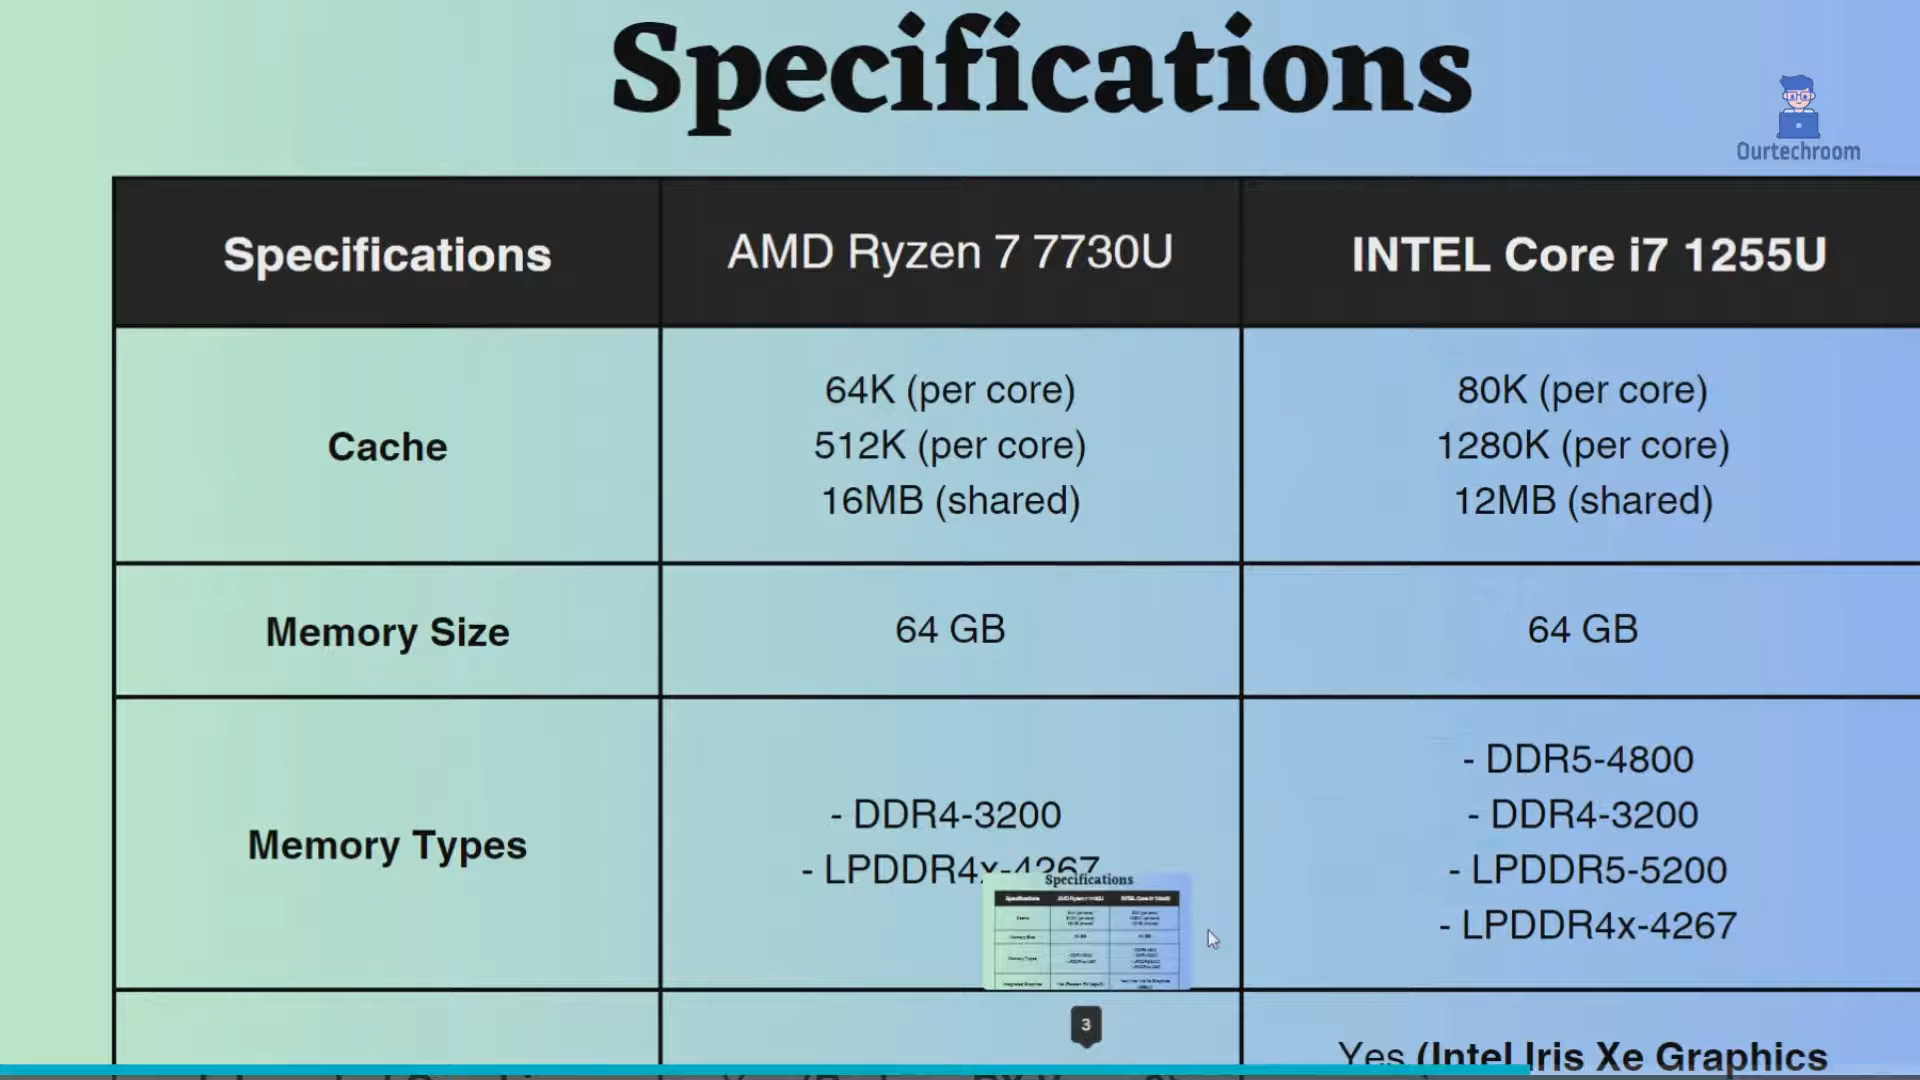 Specifications
Ourtechroom
Specifications
AMD Ryzen 7 7730U
INTEL Core i7 1255U
Cache
64K (per core)
512K (per core)
16MB (shared)
80K (per core)
1280K (per core)
12MB (shared)
Memory Size
64 GB
64 GB
Memory Types
- DDR4-3200
- LPDDR4x-4267
- DDR5-4800
- DDR4-3200
- LPDDR5-5200
- LPDDR4x-4267
Specifications
3
Yes (Intel Iris Xe Graphics